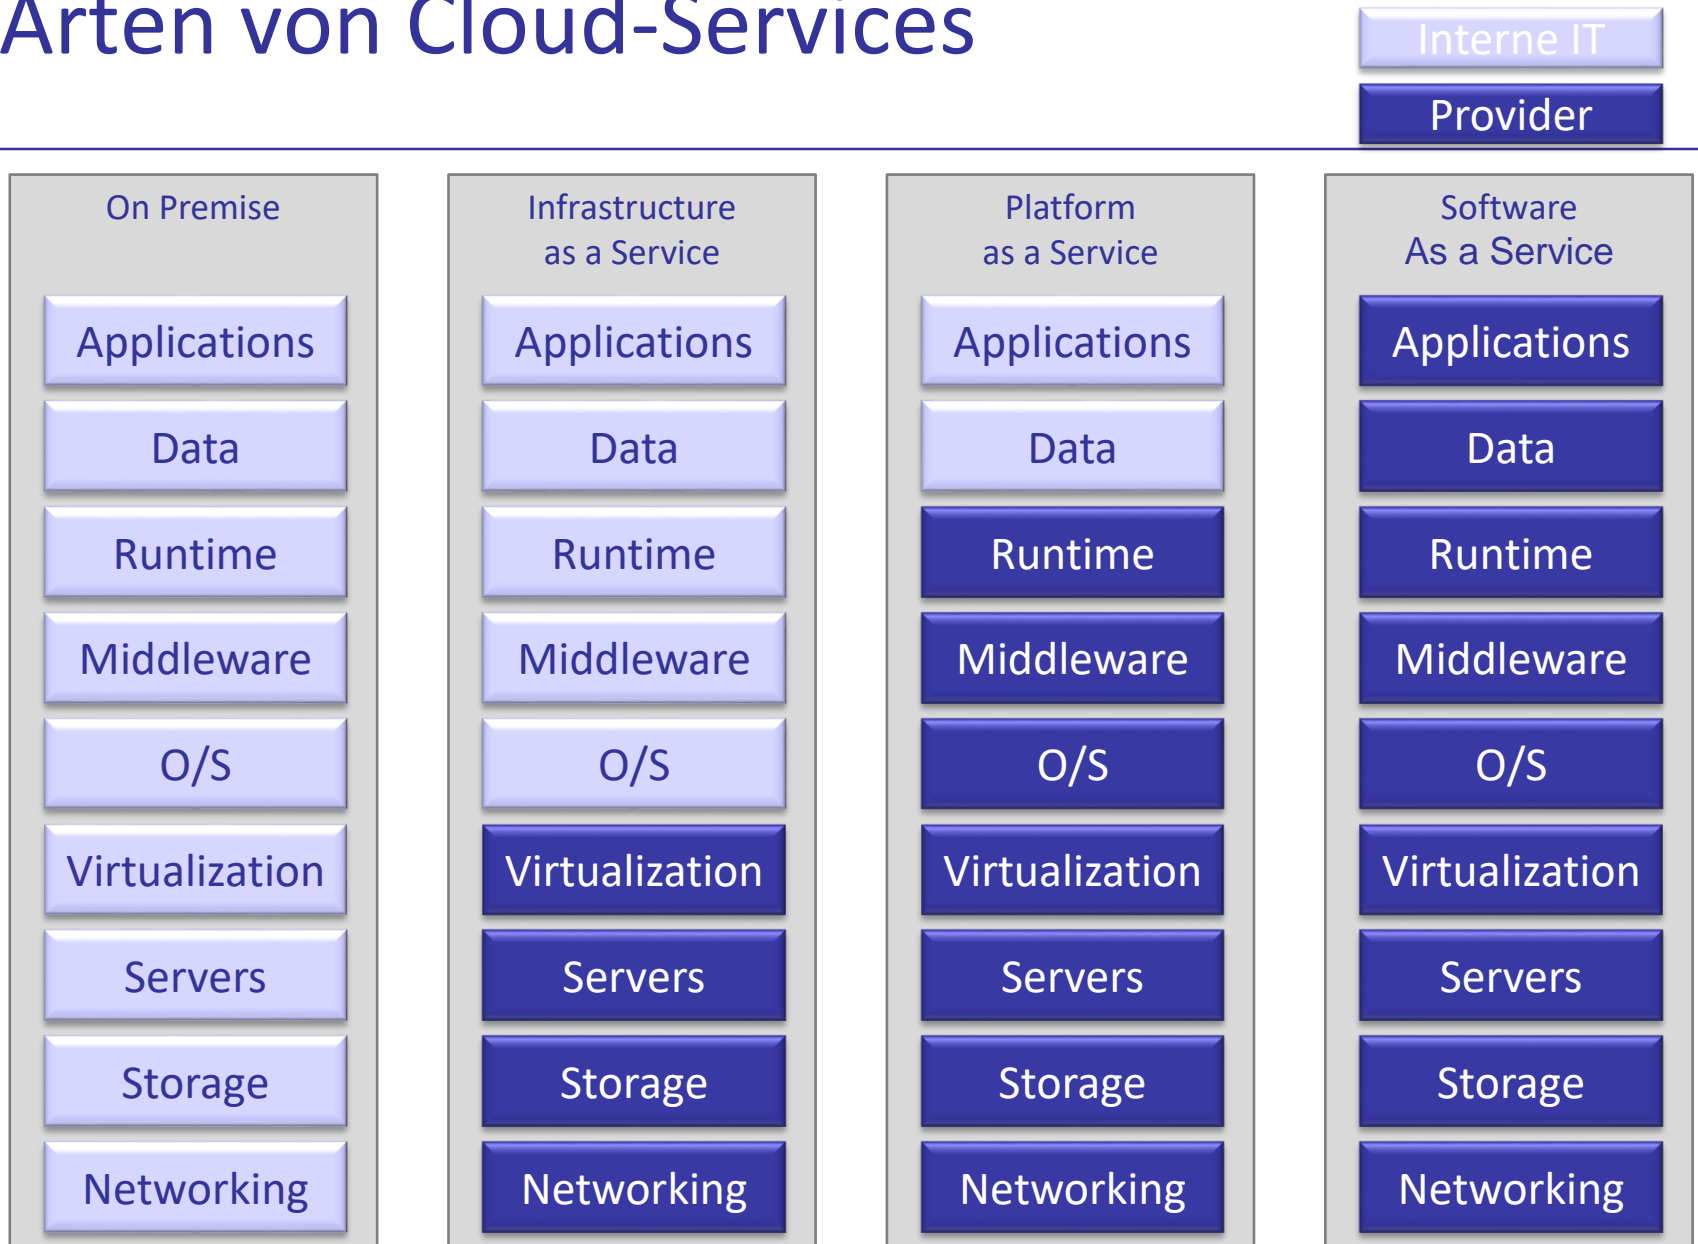 Arten von Cloud-Services
Interne IT
Provider
On Premise
Applications
Data
Runtime
Middleware
O/S
Virtualization
Servers
Storage
Networking
Infrastructure
as a Service
Applications
Data
Runtime
Middleware
O/S
Virtualization
Servers
Storage
Networking
Platform
as a Service
Applications
Data
Runtime
Middleware
O/S
Virtualization
Servers
Storage
Networking
Software
As a Service
Applications
Data
Runtime
Middleware
O/S
Virtualization
Servers
Storage
Networking